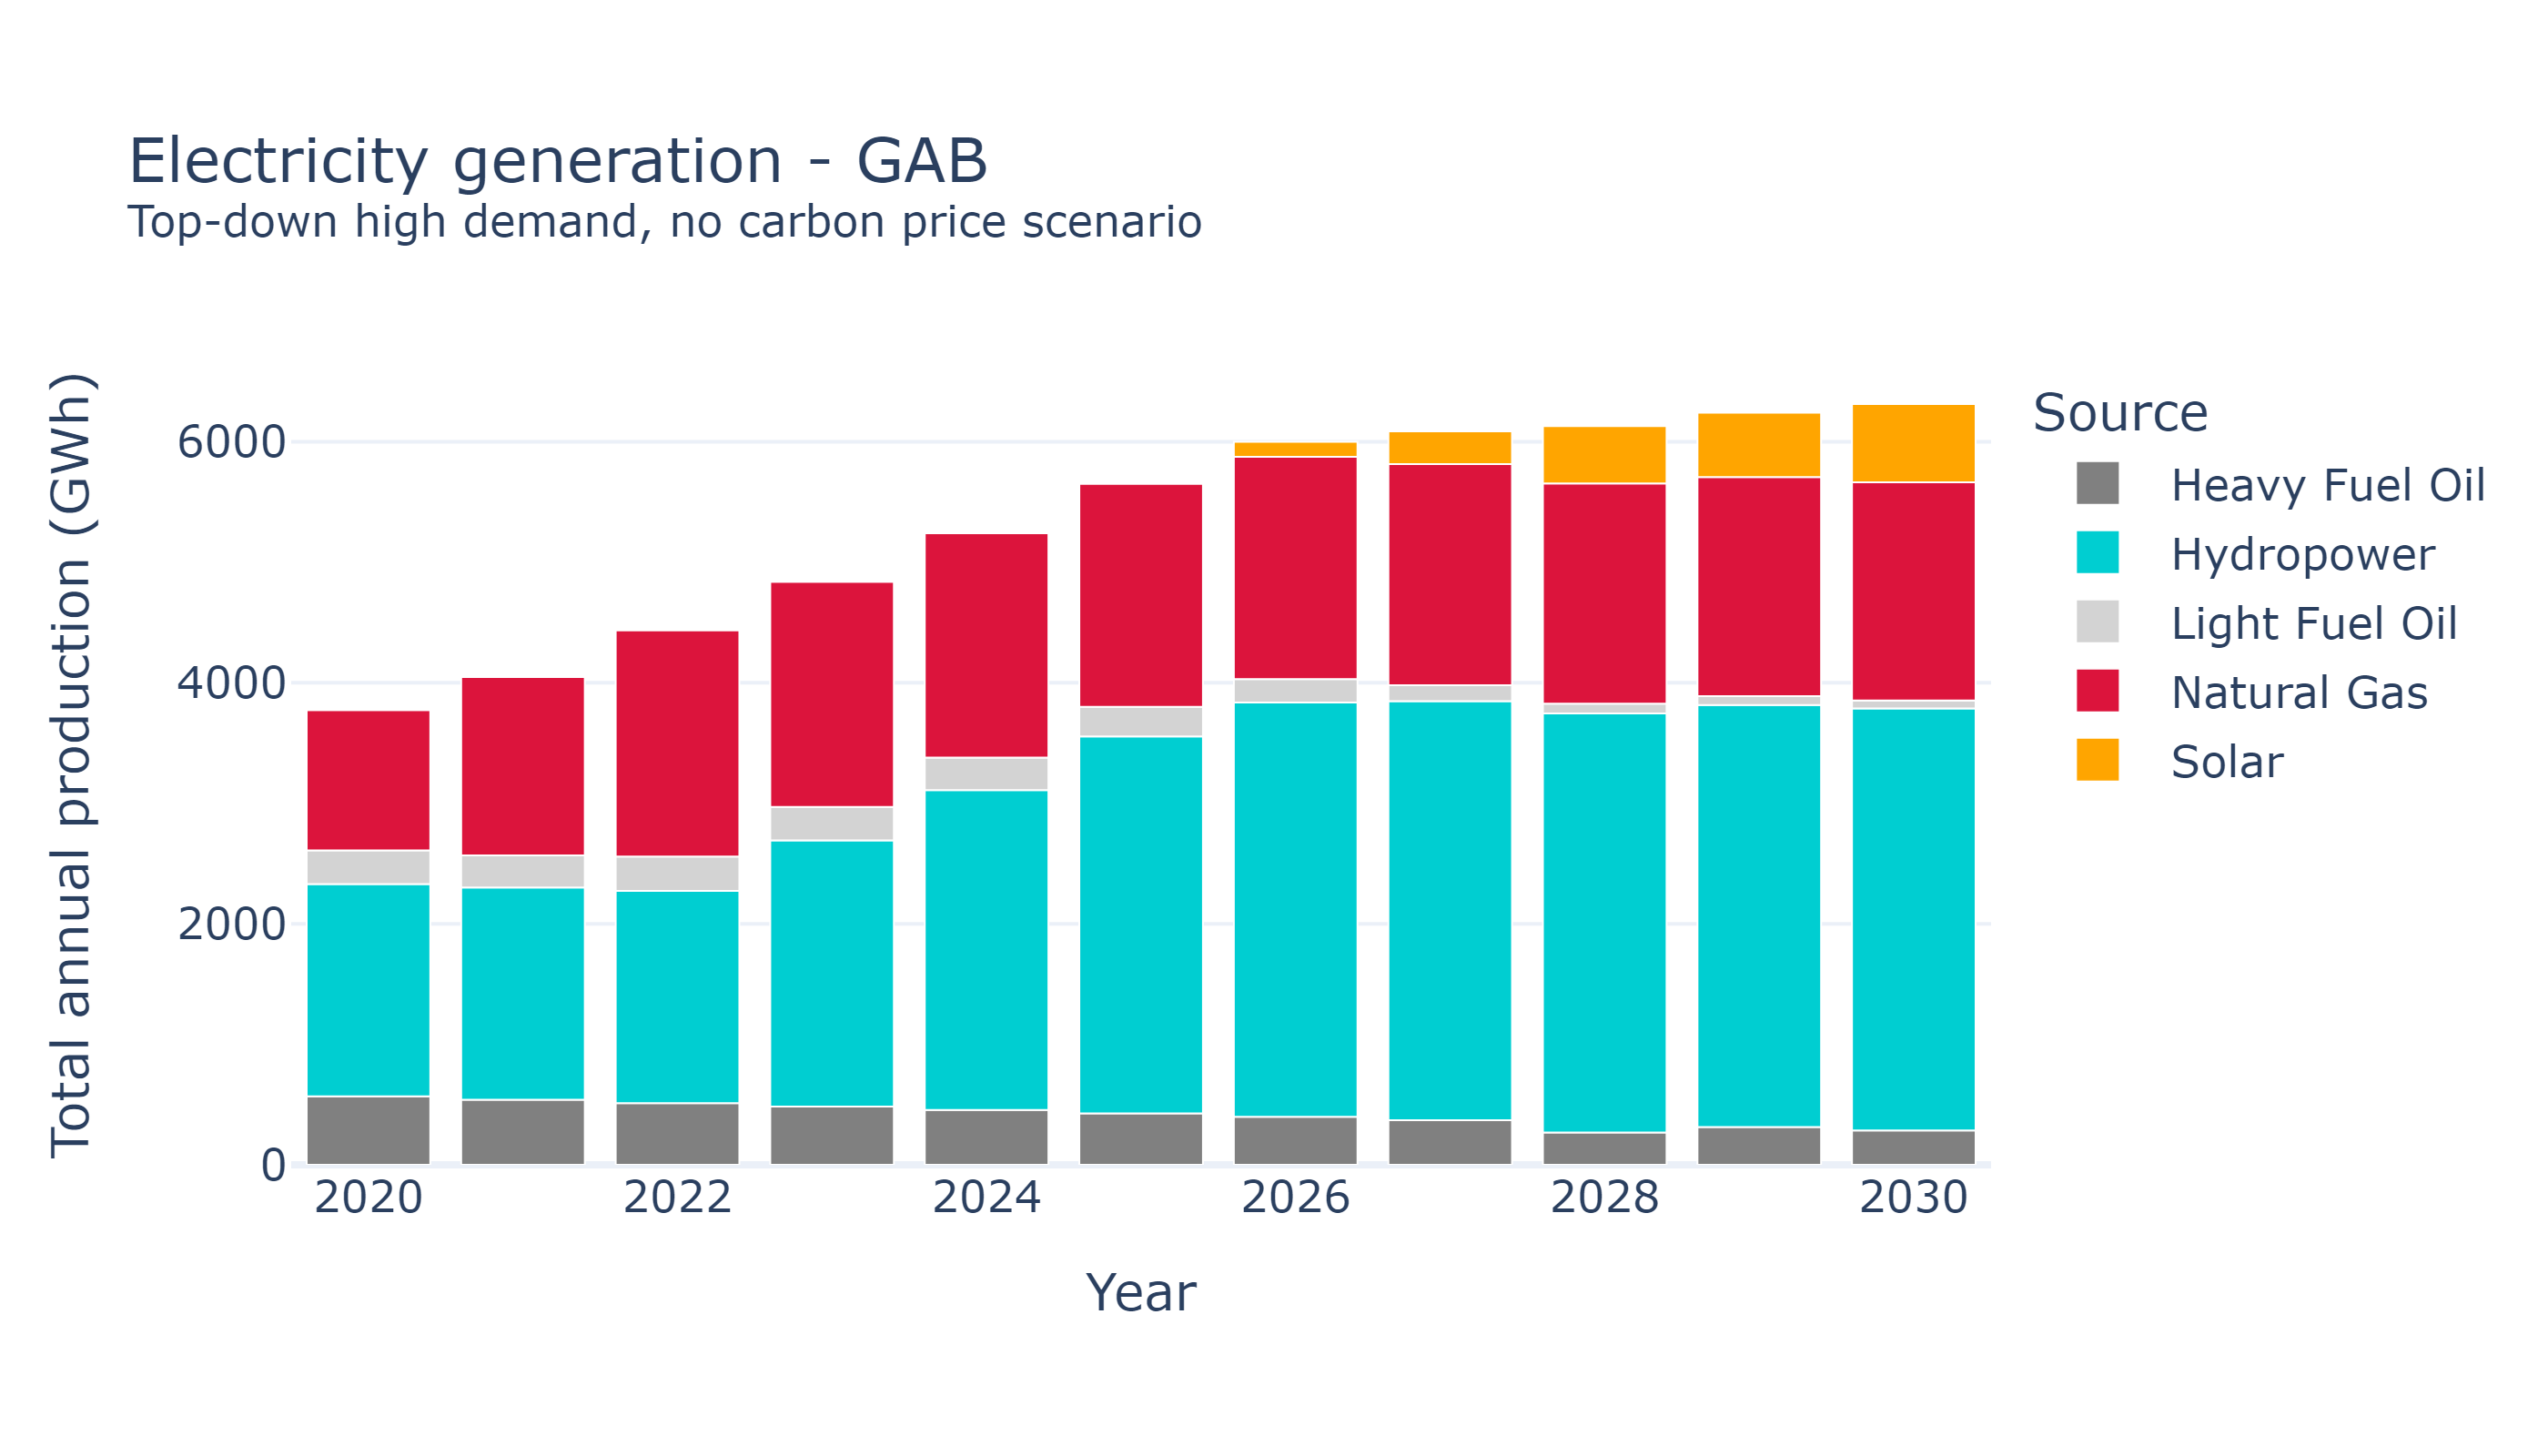 Electricity generation - GAB
Top-down high demand, no carbon price scenario
Total annual production (GWh)
6000
4000
2000
0
2020
2022
2024
2026
2028
2030
Year
Source
Heavy Fuel Oil
Hydropower
Light Fuel Oil
Natural Gas
Solar